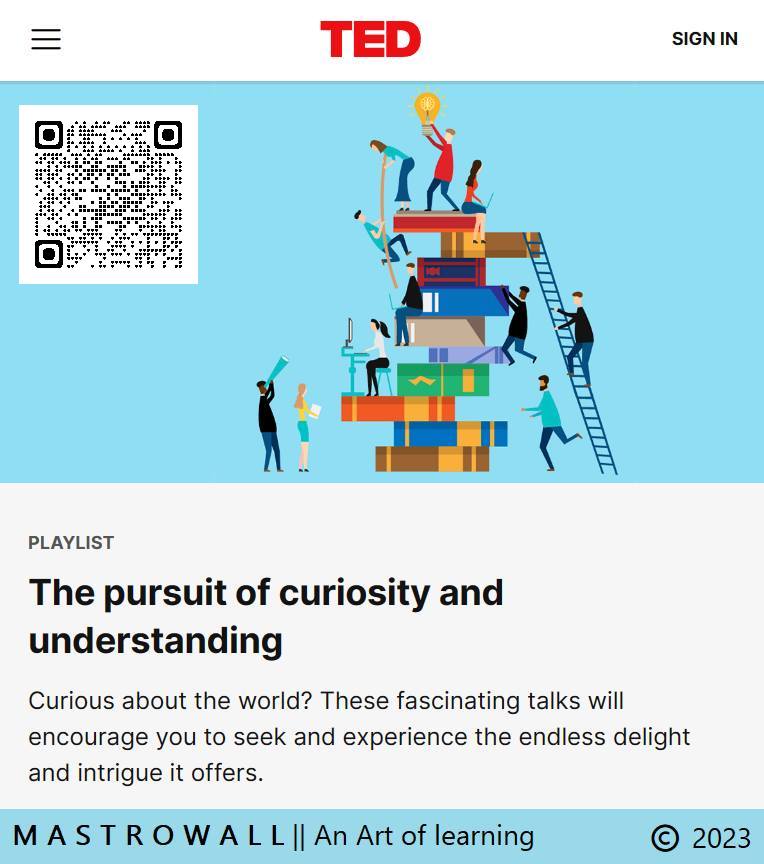 TED
SIGN IN
PLAYLIST
The pursuit of curiosity and
understanding
Curious about the world? These fascinating talks will
encourage you to seek and experience the endless delight
and intrigue it offers.
MASTROWALL|| An Art of learning
© 2023